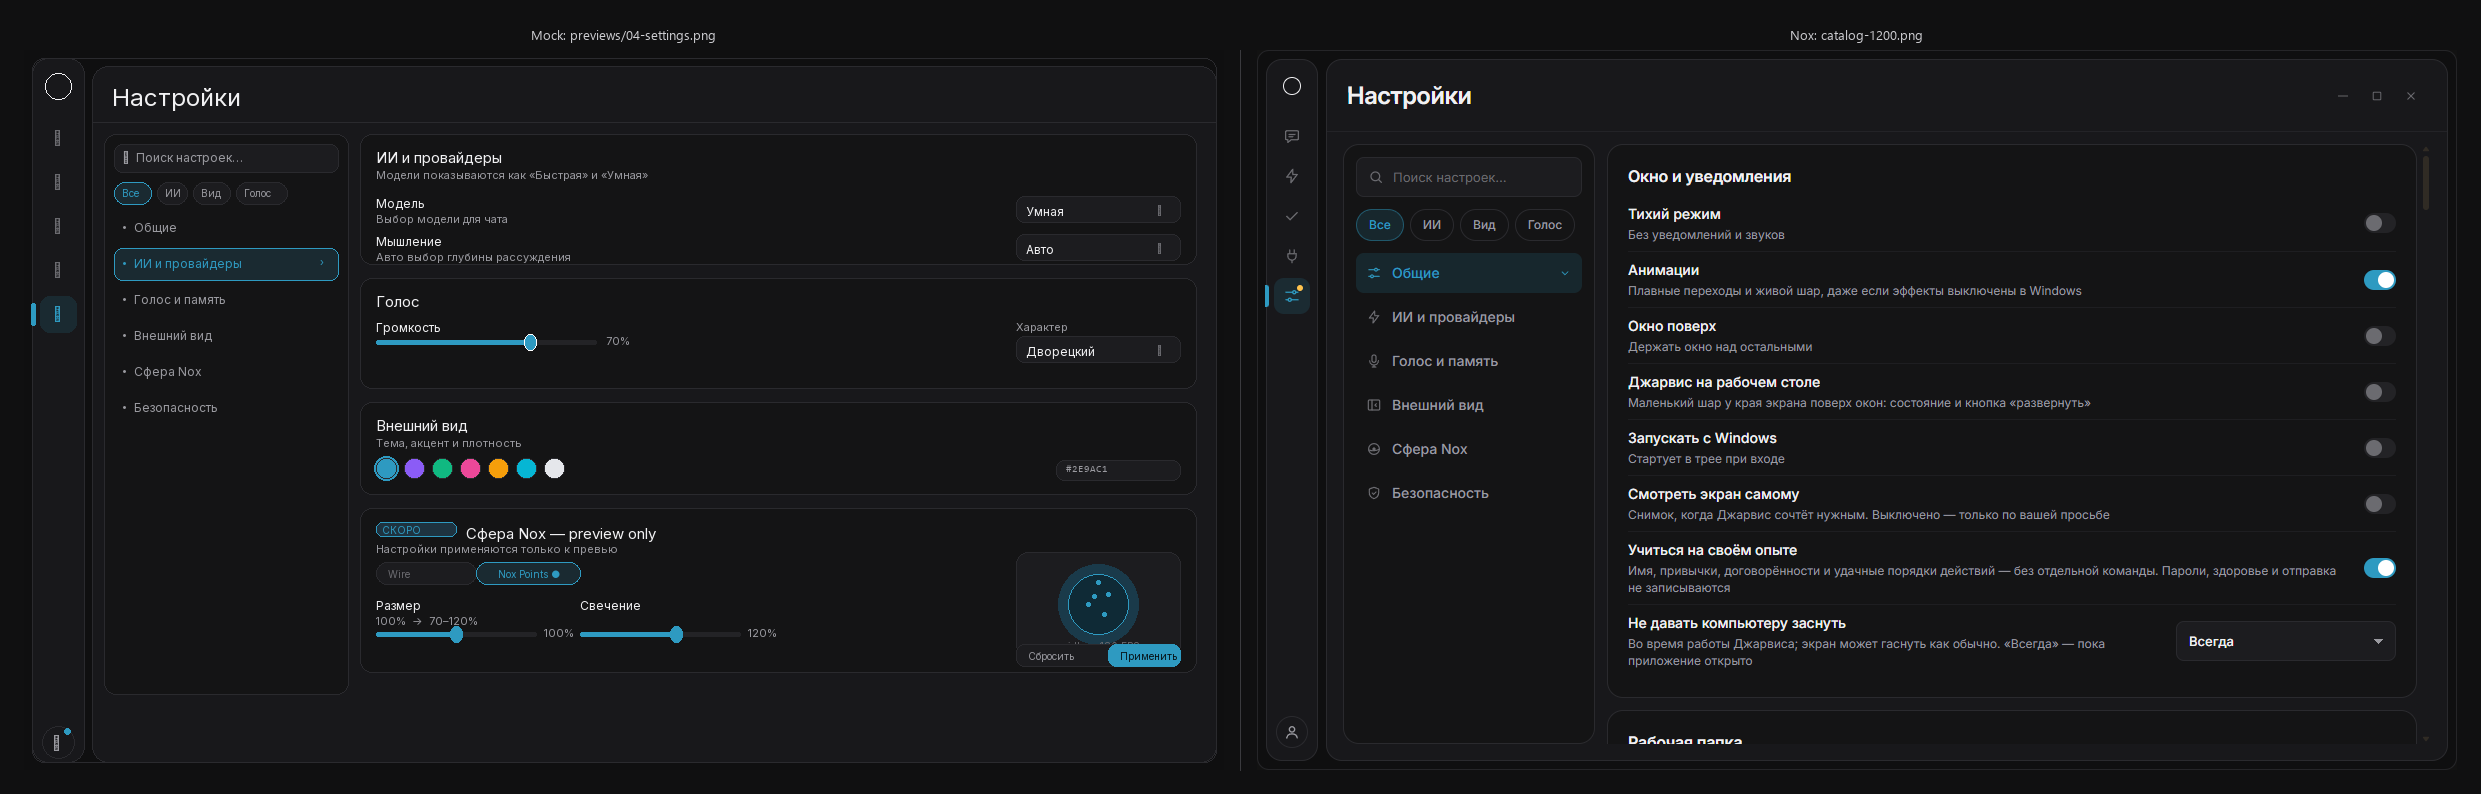 Mock: previews/04-settings.png
Настройки
Поиск настроек…
Все
ИИ
Вид
Голос
Общие
ИИ и провайдеры
Голос и память
Внешний вид
Сфера Nox
Безопасность
ИИ и провайдеры
Модели показываются как «Быстрая» и «Умная»
Модель
Выбор модели для чата
Умная
Мышление
Авто выбор глубины рассуждения
Авто
Голос
Громкость
70%
Характер
Дворецкий
Внешний вид
Тема, акцент и плотность
#2E9AC1
СКОРО
Сфера Nox — preview only
Настройки применяются только к превью
Wire
Nox Points
Размер
100% → 70–120%
100%
Свечение
120%
Сбросить
Применить
Nox: catalog-1200.png
Настройки
Поиск настроек…
Все
ИИ
Вид
Голос
Общие
ИИ и провайдеры
Голос и память
Внешний вид
Сфера Nox
Безопасность
Окно и уведомления
Тихий режим
Без уведомлений и звуков
Анимации
Плавные переходы и живой шар, даже если эффекты выключены в Windows
Окно поверх
Держать окно над остальными
Джарвис на рабочем столе
Маленький шар у края экрана поверх окон: состояние и кнопка «развернуть»
Запускать с Windows
Стартует в трее при входе
Смотреть экран самому
Снимок, когда Джарвис сочтёт нужным. Выключено — только по вашей просьбе
Учиться на своём опыте
Имя, привычки, договорённости и удачные порядки действий — без отдельной команды. Пароли, здоровье и отправка
не записываются
Не давать компьютеру заснуть
Во время работы Джарвиса; экран может гаснуть как обычно. «Всегда» — пока
приложение открыто
Всегда
Рабочая папка